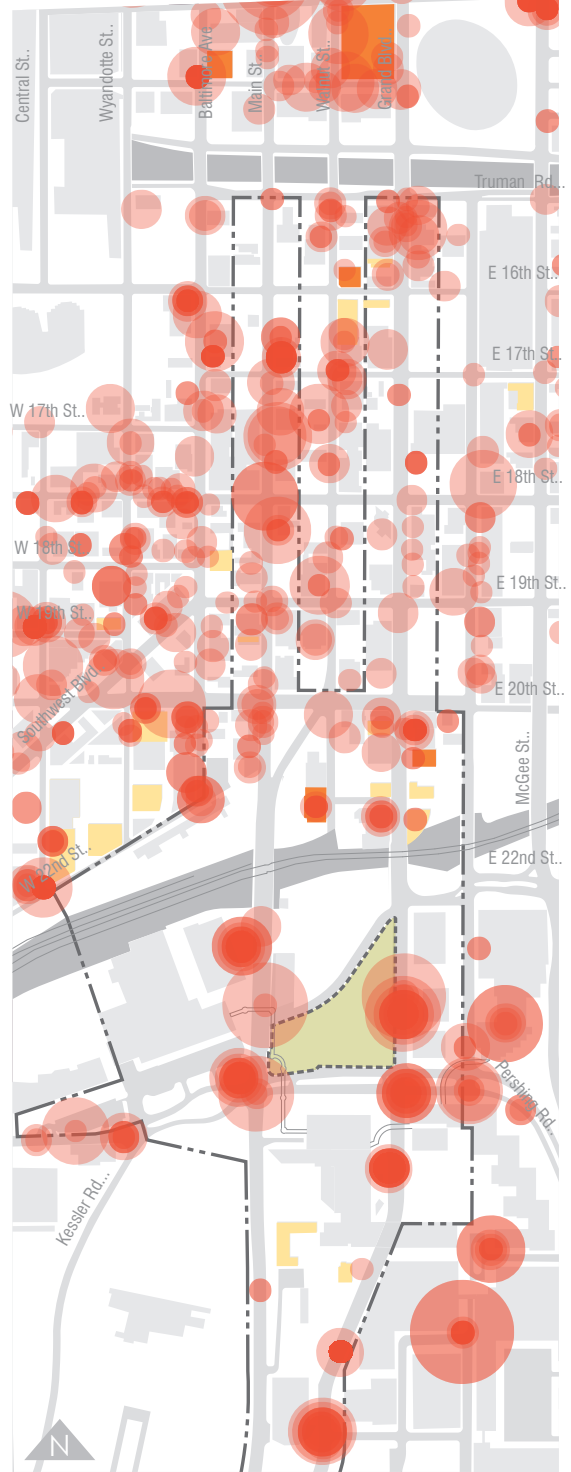 Central St..
Wyandotte St..
Baltimore Ave
Main St..
Walnut St..
Grand Blvd..
Truman Rd...
E 16th St..
E 17th St..
W 17th St..
E 18th St..
W 18th St..
E 19th St..
W 19th St..
Southwest Blvd..
E 20th St..
McGee St..
W 22nd St..
E 22nd St..
Pershing Rd..
Kessler Rd...
N